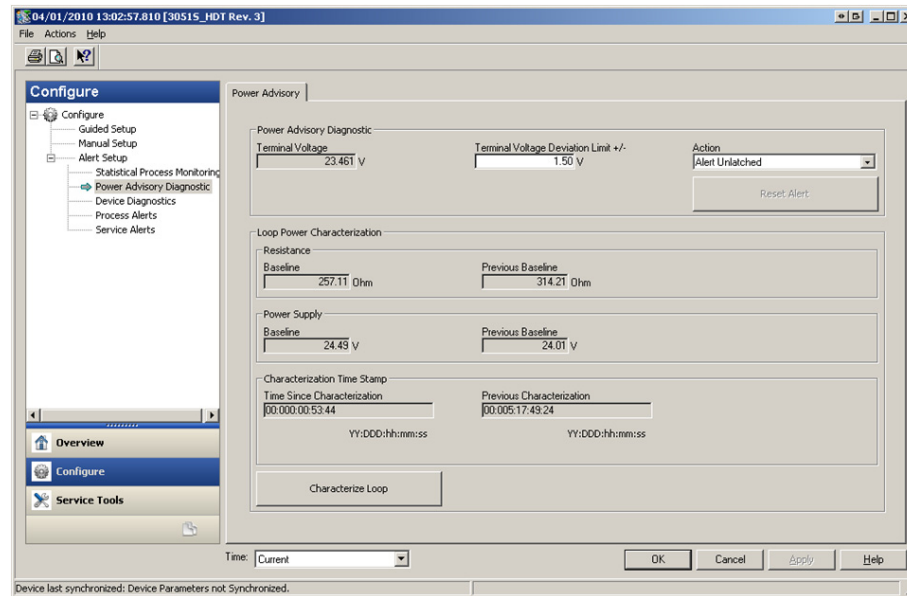 04/01/2010 13:02:57.810 [3051S_HDT Rev. 3]
File Actions Help
Configure
Configure
Guided Setup
Manual Setup
Alert Setup
Statistical Process Monitoring
Power Advisory Diagnostic
Device Diagnostics
Process Alerts
Service Alerts
Overview
Configure
Service Tools
Power Advisory
Power Advisory Diagnostic
Terminal Voltage Terminal Voltage Deviation Limit +/- Action
23.461 V 1.50 V Alert Unlatched
Reset Alert
Loop Power Characterization
Resistance
Baseline Previous Baseline
257.11 Ohm 314.21 Ohm
Power Supply
Baseline Previous Baseline
24.49 V 24.01 V
Characterization Time Stamp
Time Since Characterization Previous Characterization
00:000:00:53:44 00:005:17:49:24
YY:DDD:hh:mm:ss YY:DDD:hh:mm:ss
Characterize Loop
Time: Current OK Cancel Apply Help
Device last synchronized: Device Parameters not Synchronized.